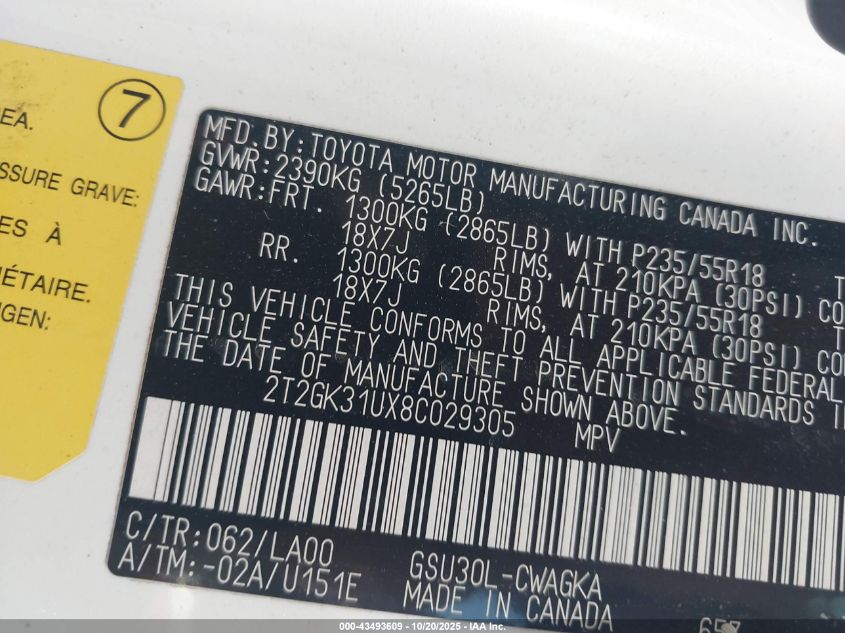 7
EA.
SSURE GRAVE:
ES À
IÉTAIRE.
GEN:
MFD. BY: TOYOTA MOTOR MANUFACTURING CANADA INC.
GVWR: 2390KG (5265LB)
GAWR: FRT. 1300KG (2865LB) WITH P235/55R18
18X7J RIMS, AT 210KPA (30PSI) CO
RR. 1300KG (2865LB) WITH P235/55R18
18X7J RIMS, AT 210KPA (30PSI) CO
THIS VEHICLE CONFORMS TO ALL APPLICABLE FEDERAL
VEHICLE SAFETY AND THEFT PREVENTION STANDARDS I
THE DATE OF MANUFACTURE SHOWN ABOVE.
2T2GK31UX8C029305 MPV
C/TR: 062/LA00 GSU30L-CWAGKA
A/TM: -02A/U151E MADE IN CANADA
000-43493609 - 10/20/2025 - IAA Inc.